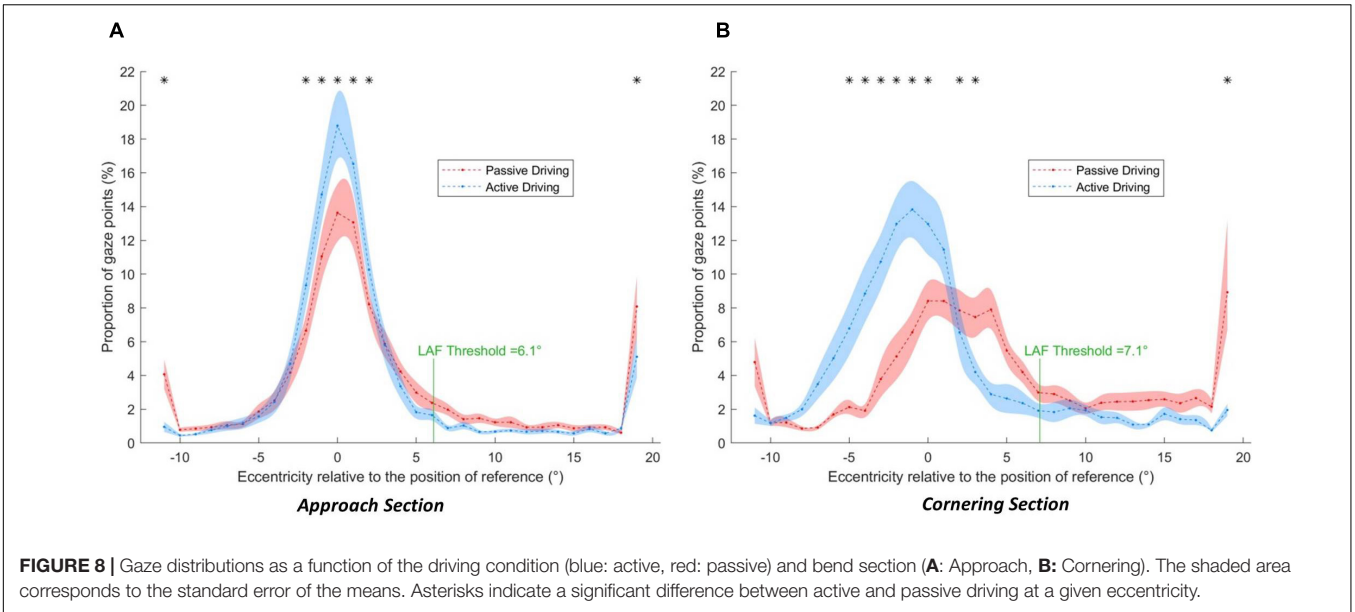 A
B
* * * * * * *
* * * * * * * * *
22
20
18
16
14
12
10
8
6
4
2
0
Proportion of gaze points (%)
Passive Driving
Active Driving
LAF Threshold =6.1°
-10 -5 0 5 10 15 20
Eccentricity relative to the position of reference (°)
Approach Section
22
20
18
16
14
12
10
8
6
4
2
0
Proportion of gaze points (%)
Passive Driving
Active Driving
LAF Threshold =7.1°
-10 -5 0 5 10 15 20
Eccentricity relative to the position of reference (°)
Cornering Section
FIGURE 8 | Gaze distributions as a function of the driving condition (blue: active, red: passive) and bend section (A: Approach, B: Cornering). The shaded area
corresponds to the standard error of the means. Asterisks indicate a significant difference between active and passive driving at a given eccentricity.